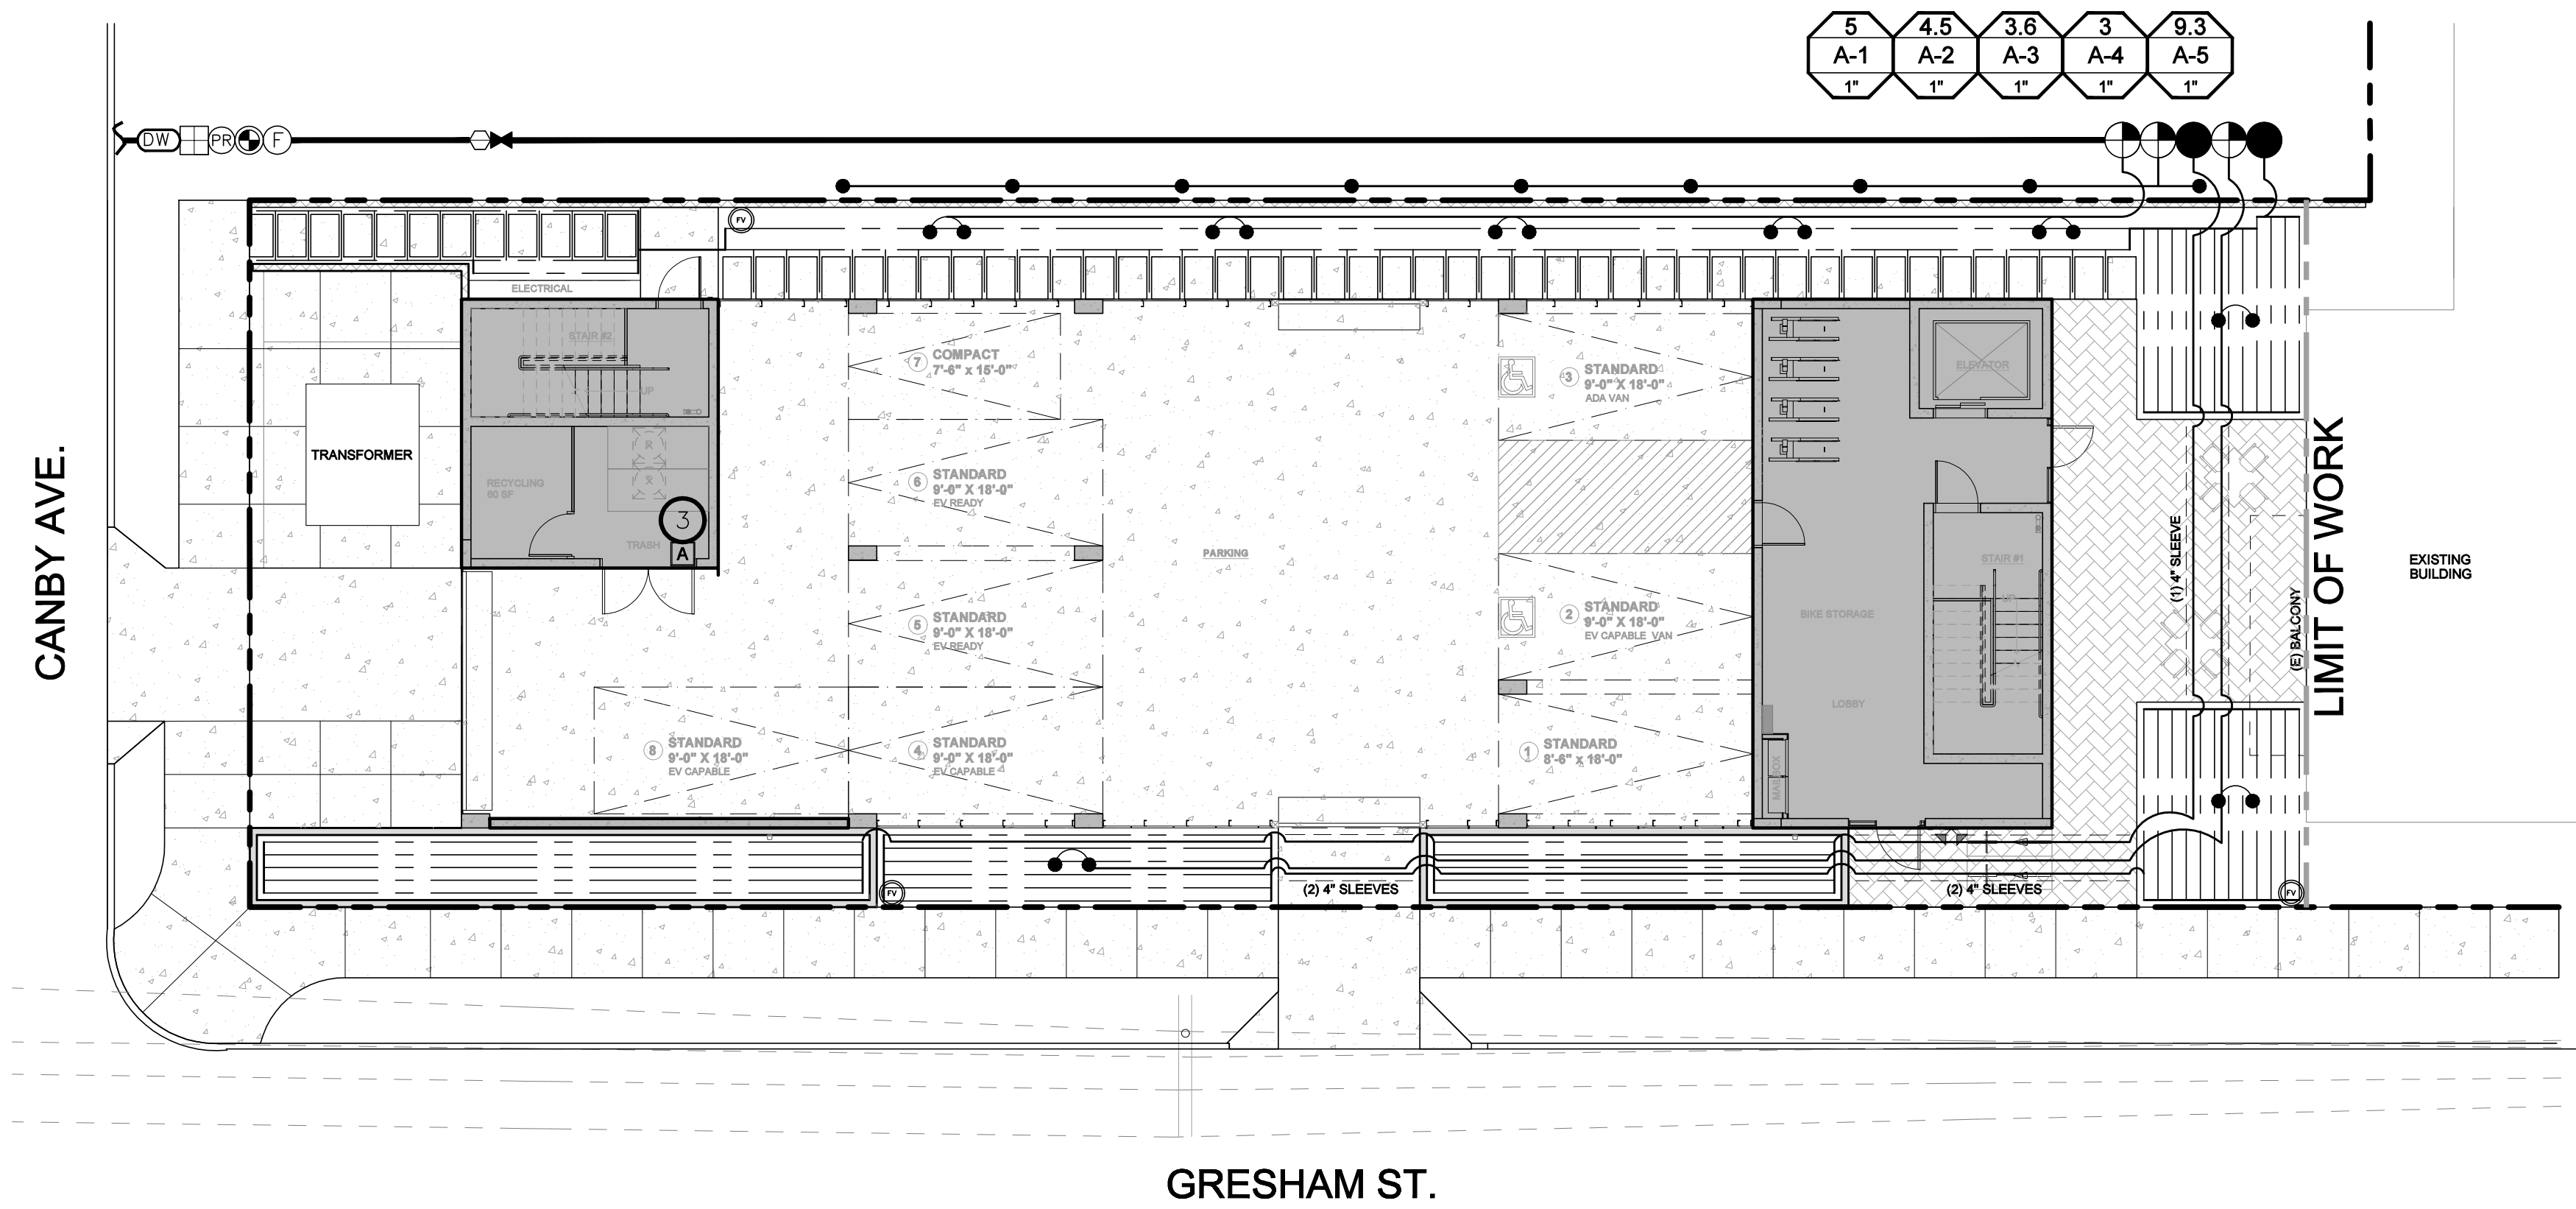 5
4.5
3.6
3
9.3
A-1
A-2
A-3
A-4
A-5
1"
1"
1"
1"
1"
DW
PR
F
FV
ELECTRICAL
STAIR #2
UP
7
COMPACT
7'-6" x 15'-0"
3
STANDARD
9'-0" X 18'-0"
ADA VAN
ELEVATOR
TRANSFORMER
RECYCLING
60 SF
R
R
3
A
TRASH
6
STANDARD
9'-0" X 18'-0"
EV READY
PARKING
5
STANDARD
9'-0" X 18'-0"
EV READY
2
STANDARD
9'-0" X 18'-0"
EV CAPABLE VAN
BIKE STORAGE
STAIR #1
UP
LOBBY
MAILBOX
(1) 4" SLEEVE
(E) BALCONY
LIMIT OF WORK
EXISTING
BUILDING
CANBY AVE.
8
STANDARD
9'-0" X 18'-0"
EV CAPABLE
4
STANDARD
9'-0" X 18'-0"
EV CAPABLE
1
STANDARD
8'-6" x 18'-0"
FV
(2) 4" SLEEVES
(2) 4" SLEEVES
FV
GRESHAM ST.